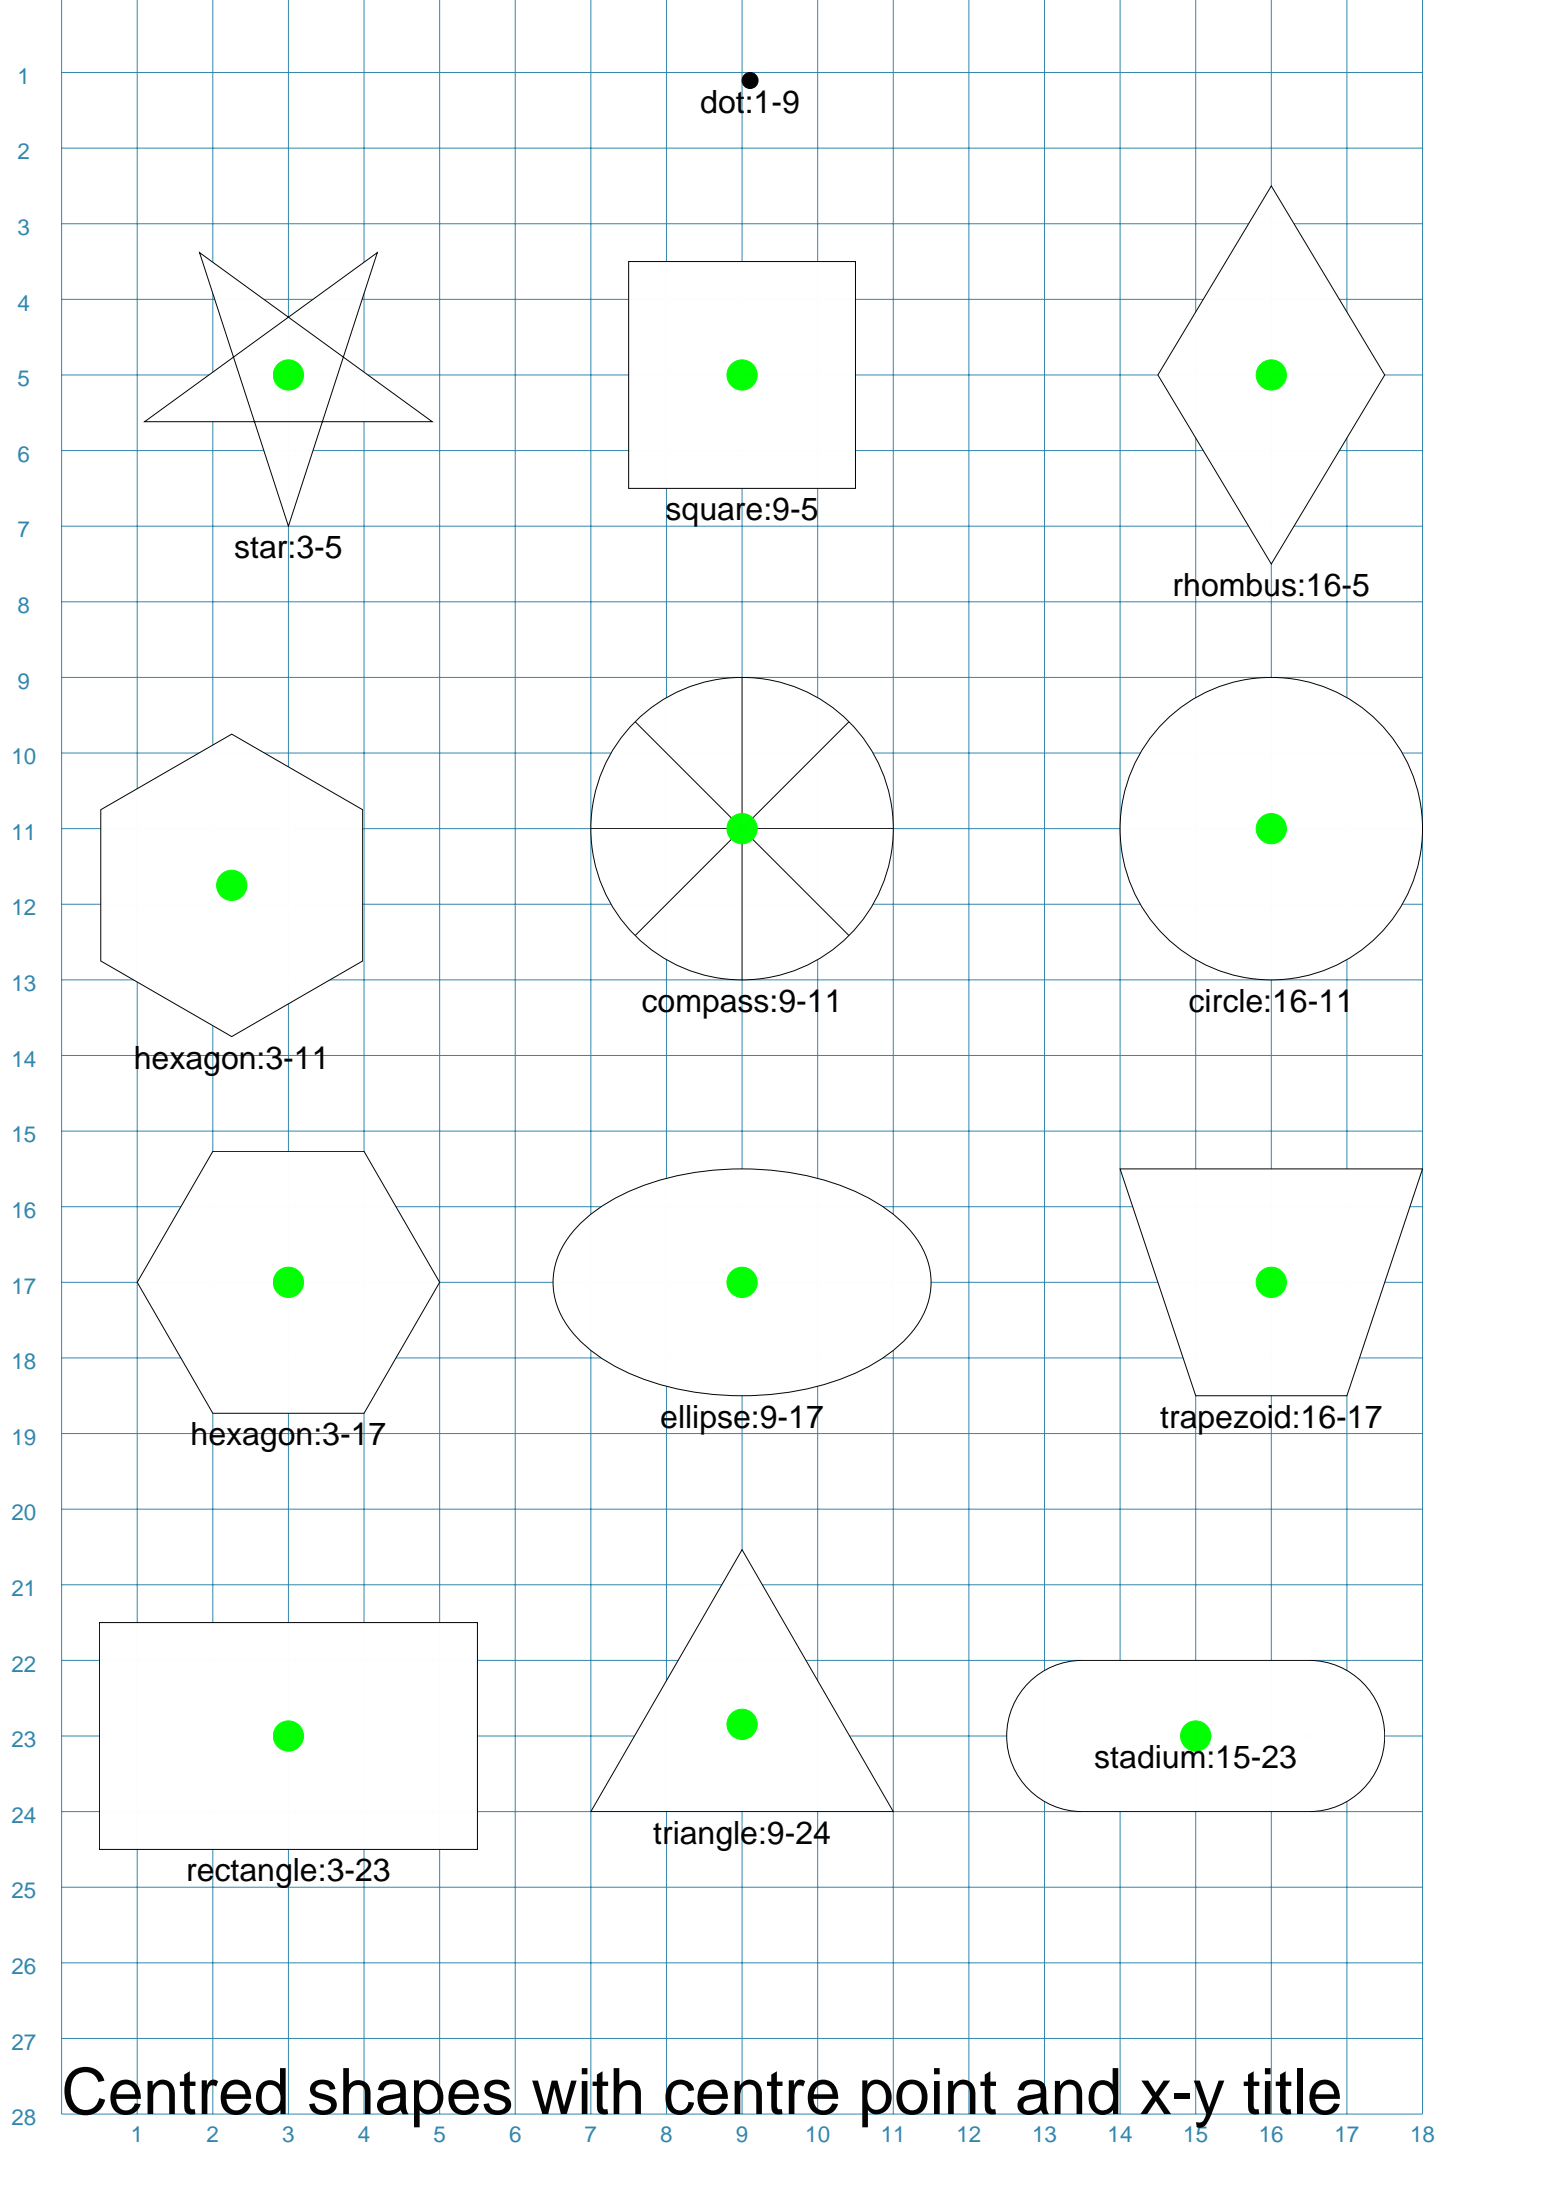 1
dot:1-9
2
3
4
5
6
square:9-5
7
star:3-5
rhombus:16-5
8
9
10
11
12
13
compass:9-11
circle:16-11
14
hexagon:3-11
15
16
17
18
ellipse:9-17
trapezoid:16-17
19
hexagon:3-17
20
21
22
23
stadium:15-23
24
triangle:9-24
rectangle:3-23
25
26
27
Centred shapes with centre point and x-y title
28
1 2 3 4 5 6 7 8 9 10 11 12 13 14 15 16 17 18